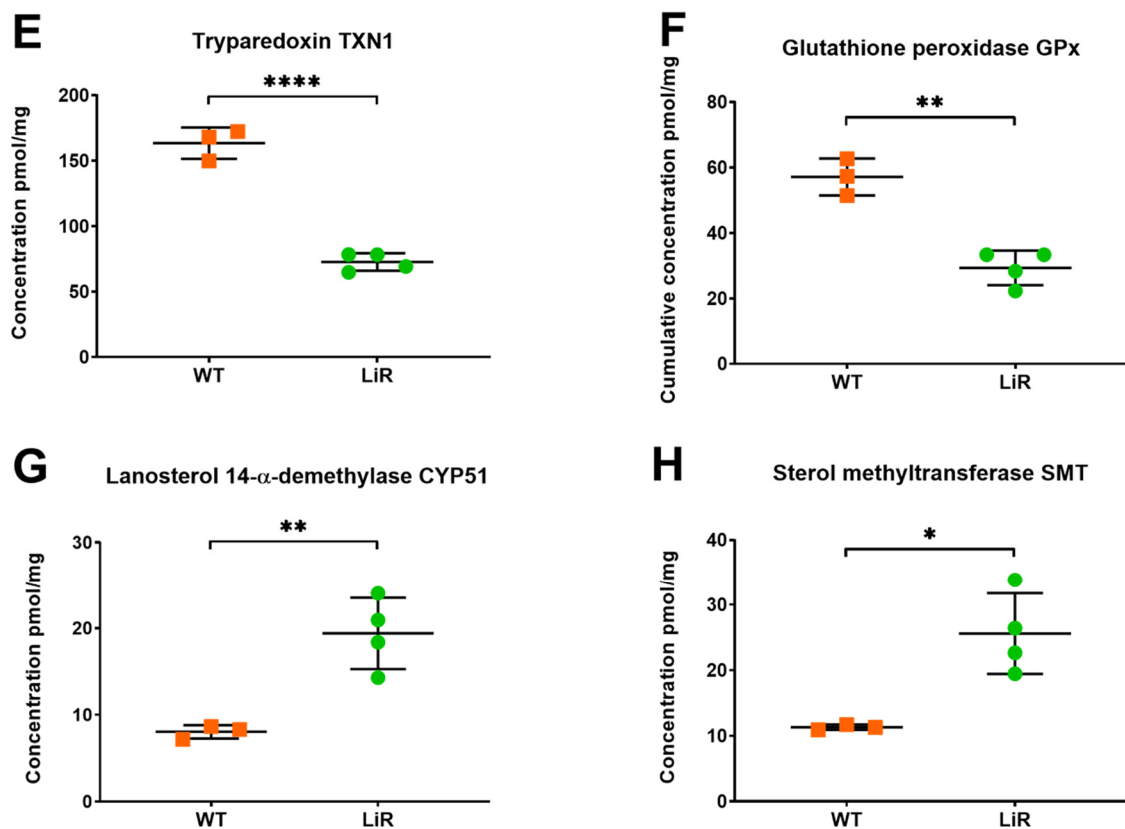 E
Tryparedoxin TXN1
****
Concentration pmol/mg
200
150
100
50
0
WT LiR
F
Glutathione peroxidase GPx
**
Cumulative concentration pmol/mg
80
60
40
20
0
WT LiR
G
Lanosterol 14-α-demethylase CYP51
**
Concentration pmol/mg
30
20
10
0
WT LiR
H
Sterol methyltransferase SMT
*
Concentration pmol/mg
40
30
20
10
0
WT LiR